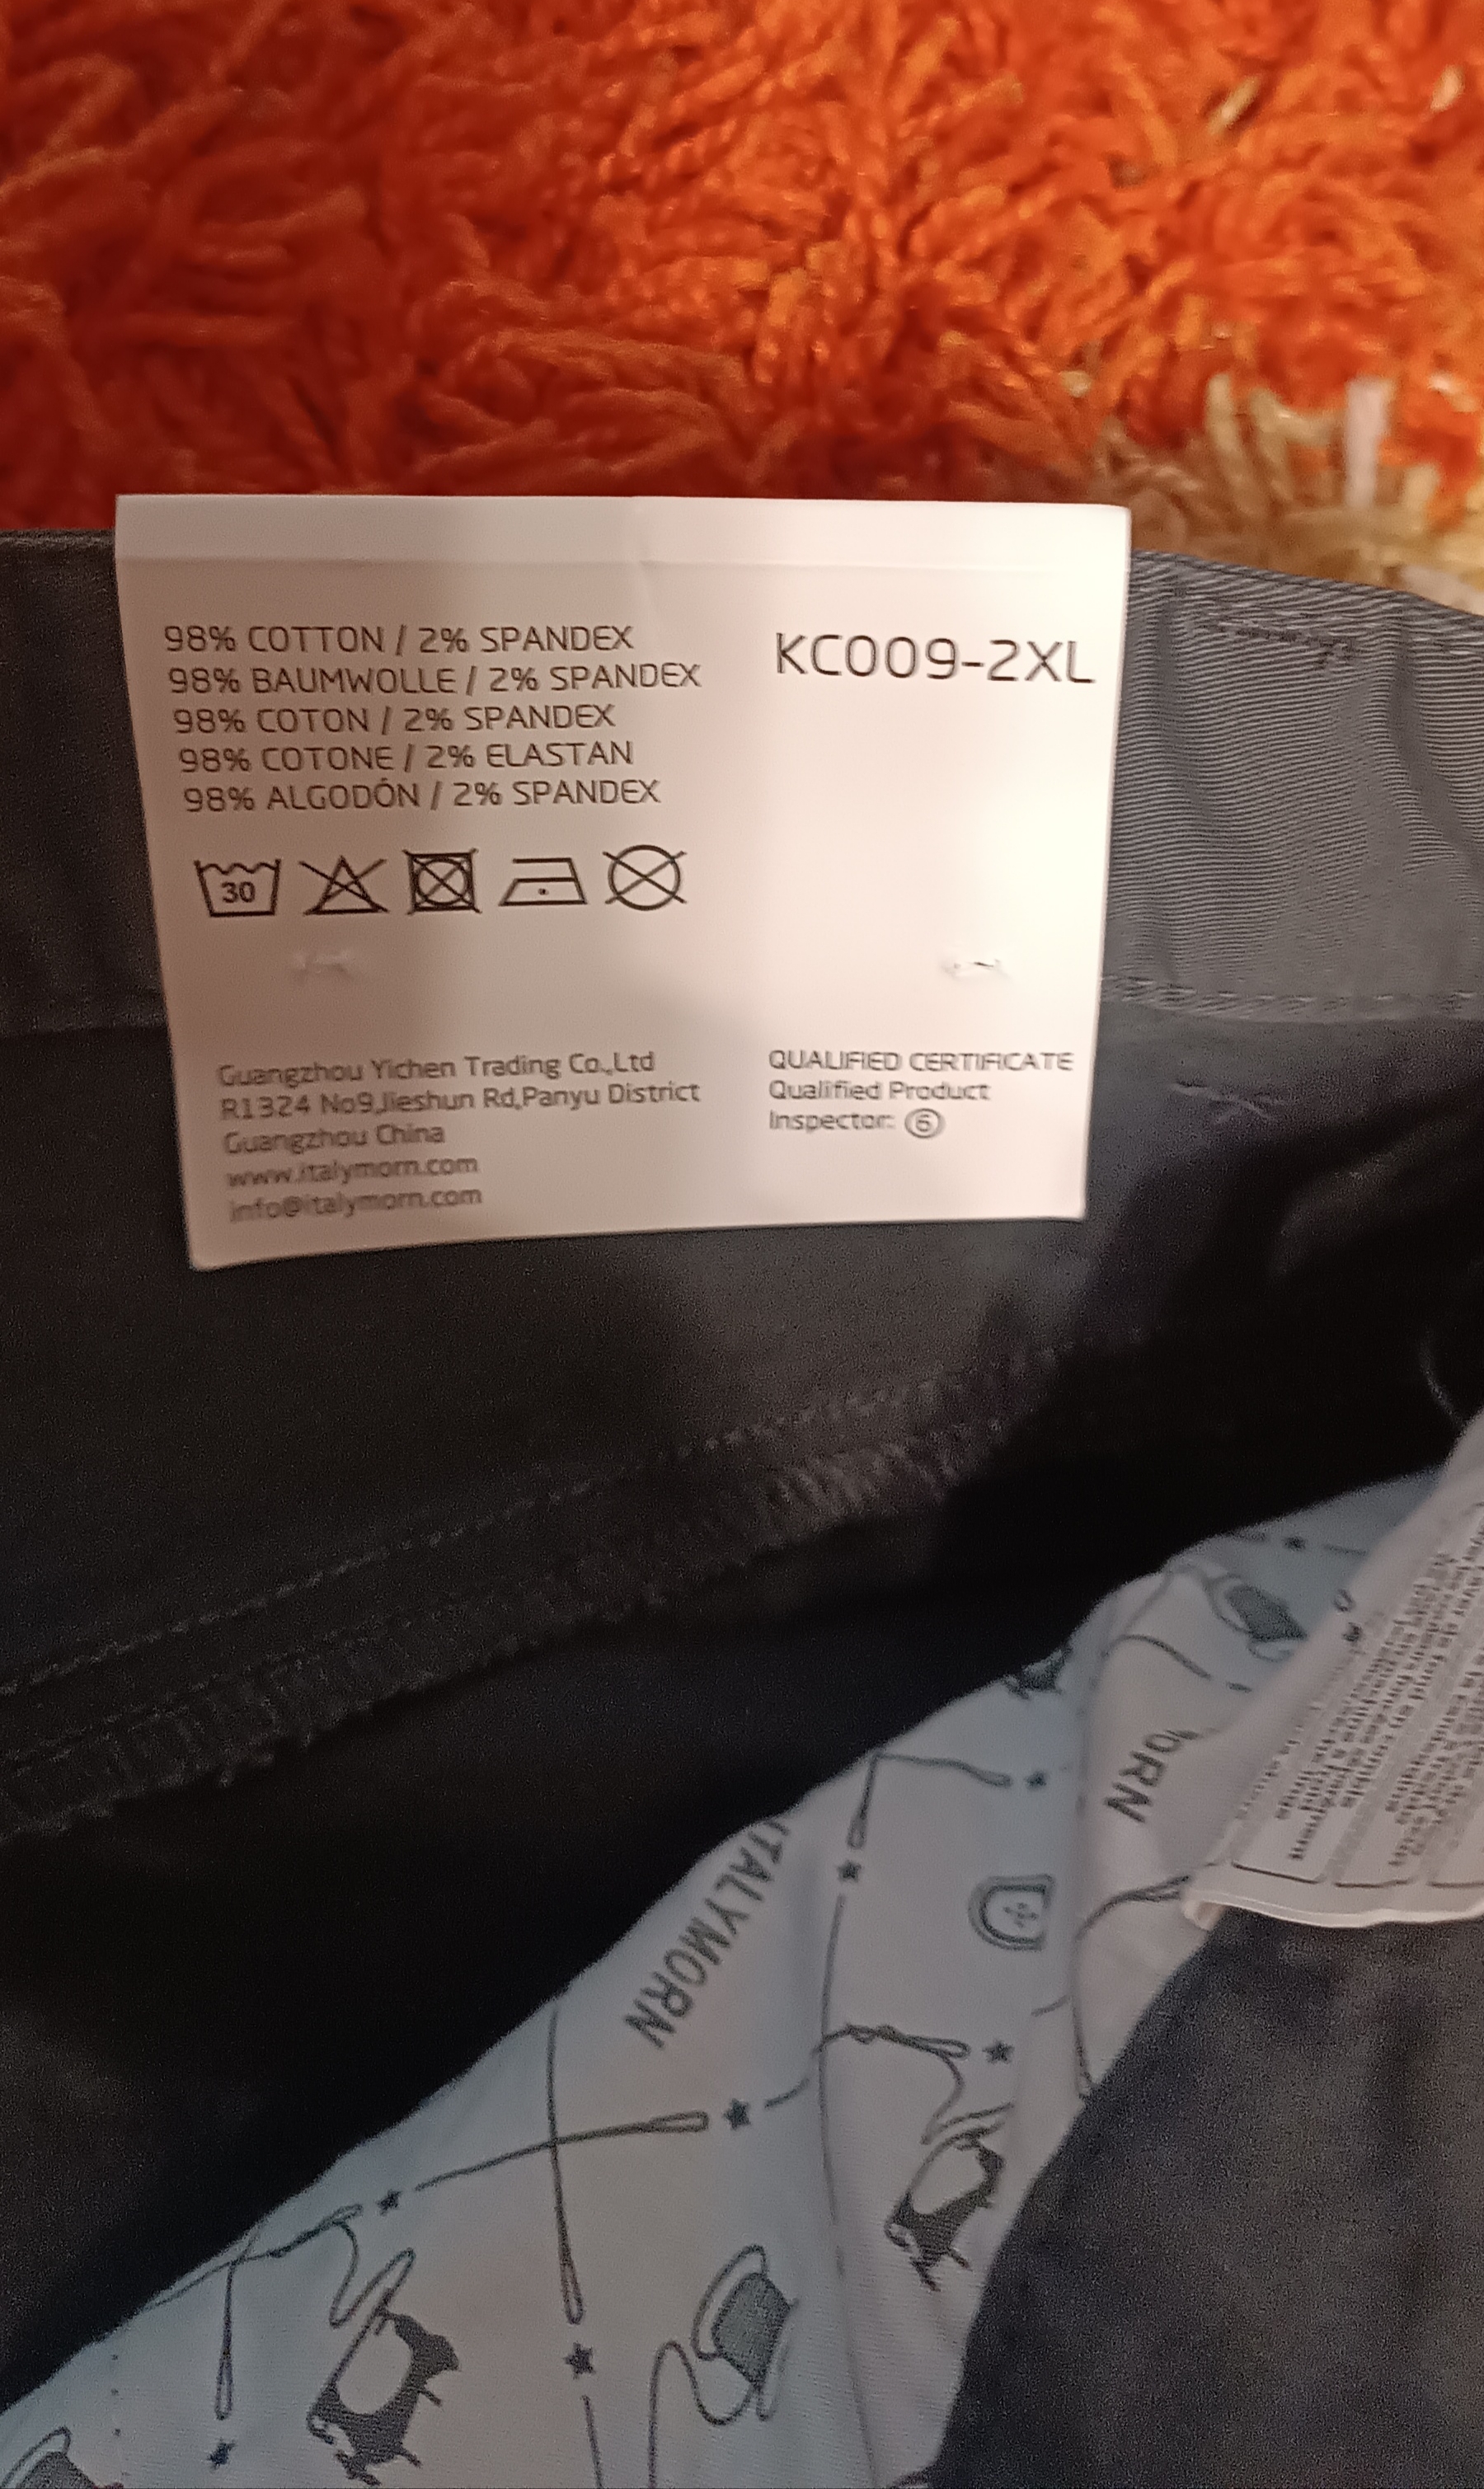 98% COTTON / 2% SPANDEX
98% BAUMWOLLE / 2% SPANDEX
98% COTON / 2% SPANDEX
98% COTONE / 2% ELASTAN
98% ALGODÓN / 2% SPANDEX
KC009-2XL
30
Guangzhou Yichen Trading Co.,Ltd
R1324 No9,Jieshun Rd,Panyu District
Guangzhou China
www.italymorn.com
info@italymorn.com
QUALIFIED CERTIFICATE
Qualified Product
Inspector: 6
ORN
ITALYMORN